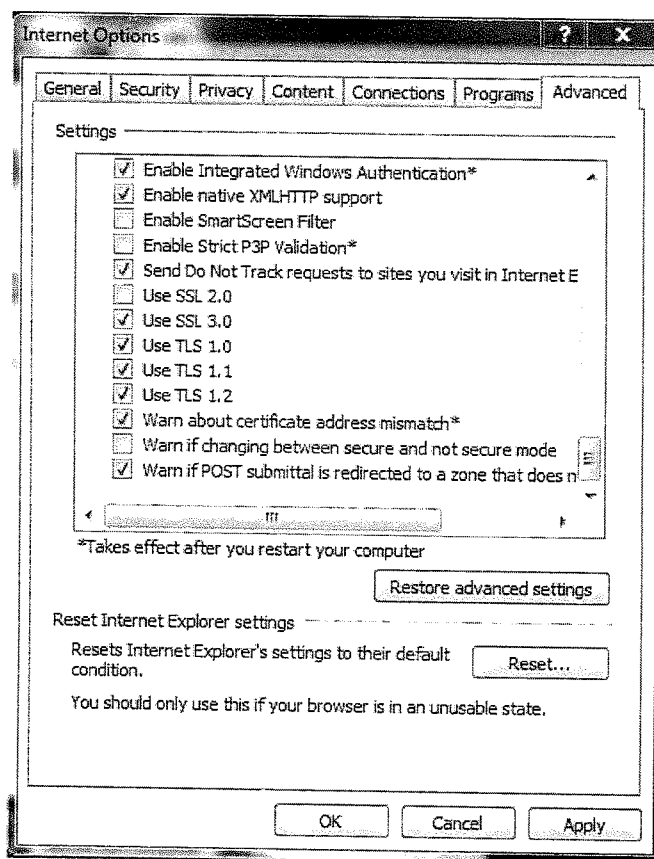 Internet Options
General Security Privacy Content Connections Programs Advanced
Settings
Enable Integrated Windows Authentication*
Enable native XMLHTTP support
Enable SmartScreen Filter
Enable Strict P3P Validation*
Send Do Not Track requests to sites you visit in Internet E
Use SSL 2.0
Use SSL 3.0
Use TLS 1.0
Use TLS 1.1
Use TLS 1.2
Warn about certificate address mismatch*
Warn if changing between secure and not secure mode
Warn if POST submittal is redirected to a zone that does n
*Takes effect after you restart your computer
Restore advanced settings
Reset Internet Explorer settings
Resets Internet Explorer's settings to their default
condition.
Reset...
You should only use this if your browser is in an unusable state.
OK Cancel Apply